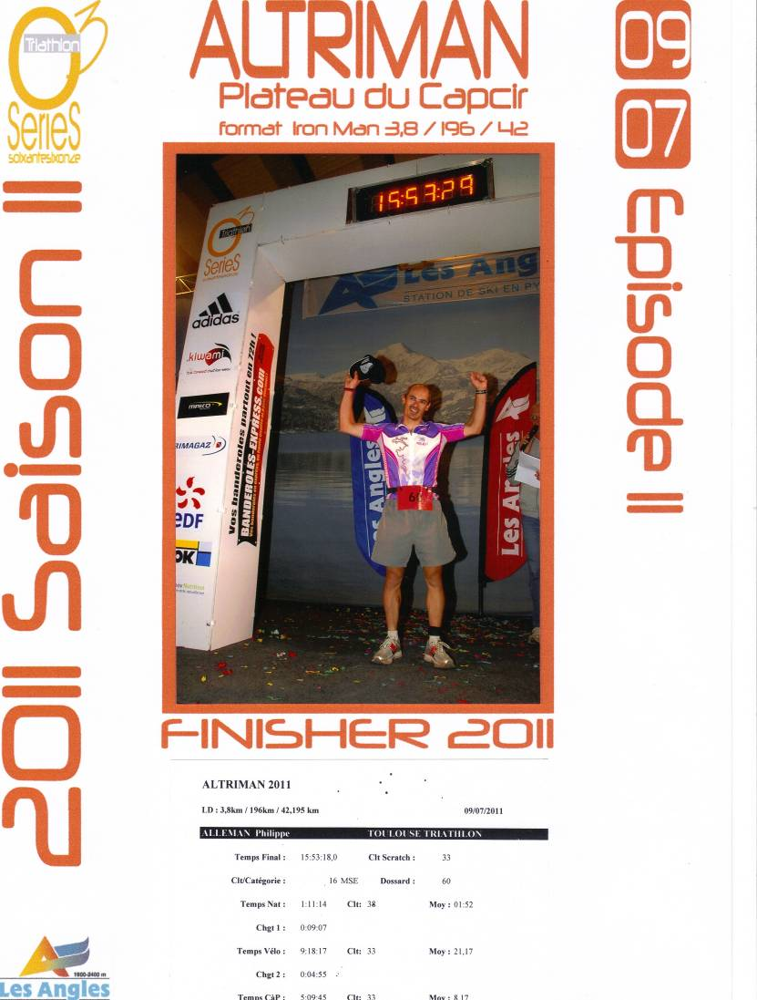 Triathlon
O3
SerieS
soixantesixonze
ALTRIMAN
Plateau du Capcir
format Iron Man 3,8 / 196 / 42
09
07
Episode II
2011 Saison II
15:53:29
Triathlon
SerieS
adidas
.kiwami
MAKO
RIMAGAZ
eDF
OK
Vos banderoles partout en 72h !
BANDEROLES-EXPRESS.COM
Les Ang
STATION DE SKI EN PY
s Angles
Les An
60
FINISHER 2011
ALTRIMAN 2011
LD : 3,8km / 196km / 42,195 km 09/07/2011
ALLEMAN Philippe TOULOUSE TRIATHLON
Temps Final : 15:53:18,0 Clt Scratch : 33
Clt/Catégorie : 16 MSE Dossard : 60
Temps Nat : 1:11:14 Clt: 38 Moy : 01:52
Chgt 1 : 0:09:07
Temps Vélo : 9:18:17 Clt: 33 Moy : 21,17
Chgt 2 : 0:04:55
Temps CàP : 5:09:45 Clt: 33 Moy : 8,17
1600-2400 m
Les Angles